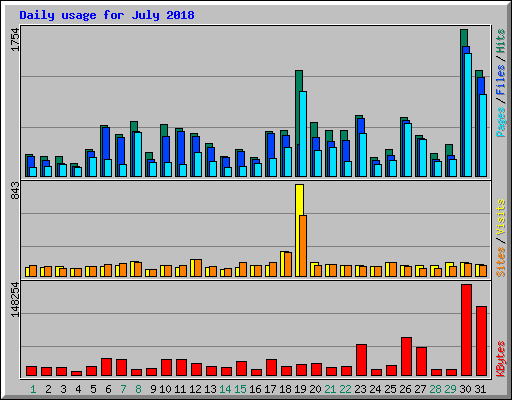 Daily usage for July 2018
1754
Pages / Files / Hits
843
Sites / Visits
148254
KBytes
1 2 3 4 5 6 7 8 9 10 11 12 13 14 15 16 17 18 19 20 21 22 23 24 25 26 27 28 29 30 31